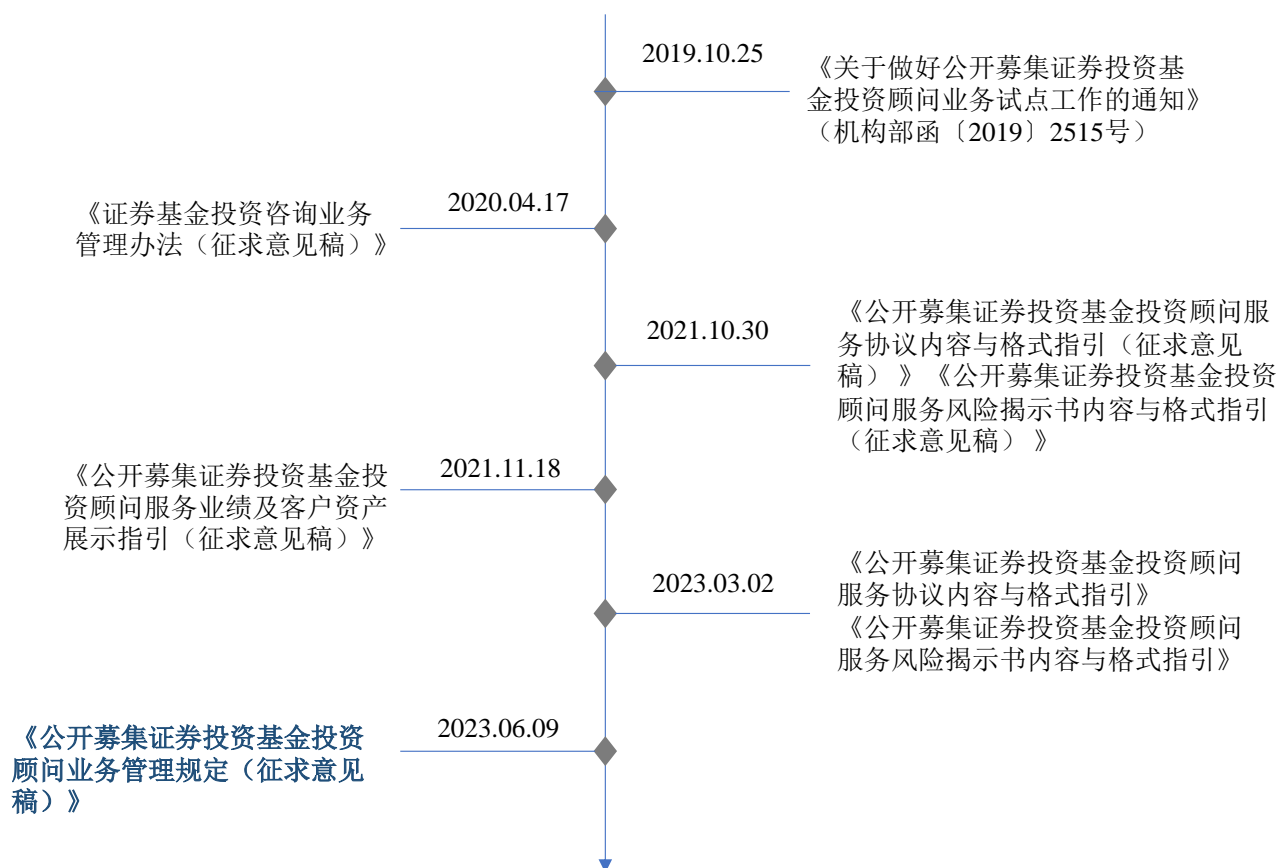 2019.10.25
《关于做好公开募集证券投资基
金投资顾问业务试点工作的通知》
（机构部函〔2019〕2515号）
2020.04.17
《证券基金投资咨询业务
管理办法（征求意见稿）》
2021.10.30
《公开募集证券投资基金投资顾问服
务协议内容与格式指引（征求意见
稿） 》《公开募集证券投资基金投资
顾问服务风险揭示书内容与格式指引
（征求意见稿） 》
2021.11.18
《公开募集证券投资基金投
资顾问服务业绩及客户资产
展示指引（征求意见稿）》
2023.03.02
《公开募集证券投资基金投资顾问
服务协议内容与格式指引》
《公开募集证券投资基金投资顾问
服务风险揭示书内容与格式指引》
2023.06.09
《公开募集证券投资基金投资
顾问业务管理规定（征求意见
稿）》